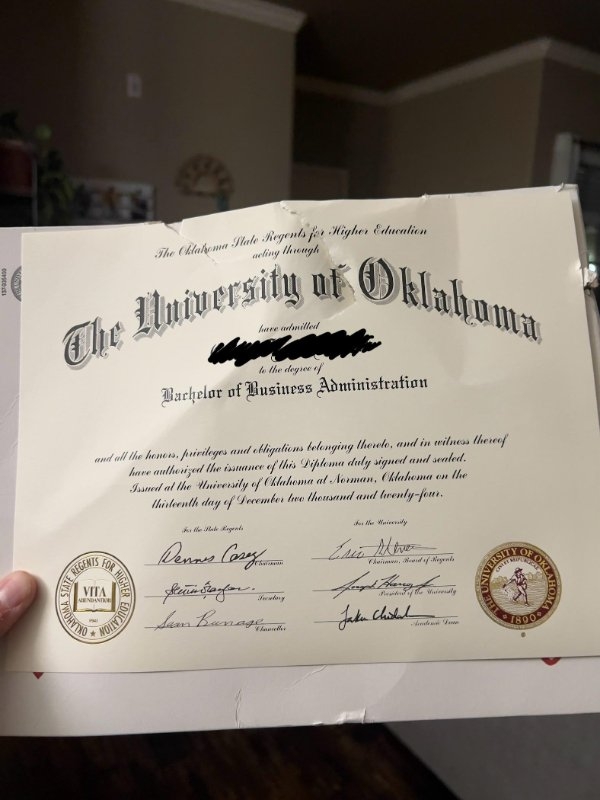 The Oklahoma State Regents for Higher Education
acting through
The University of Oklahoma
have admitted
to the degree of
Bachelor of Business Administration
and all the honors, privileges and obligations belonging thereto, and in witness thereof
have authorized the issuance of this Diploma duly signed and sealed.
Issued at the University of Oklahoma at Norman, Oklahoma on the
thirteenth day of December two thousand and twenty-four.
For the State Regents
For the University
Dennis Casey
Chairman
Chairman, Board of Regents
Secretary
President of the University
Chancellor
Academic Dean
OKLAHOMA STATE REGENTS FOR HIGHER EDUCATION
VITA
ABUNDANTIOR
1941
THE UNIVERSITY OF OKLAHOMA
1890